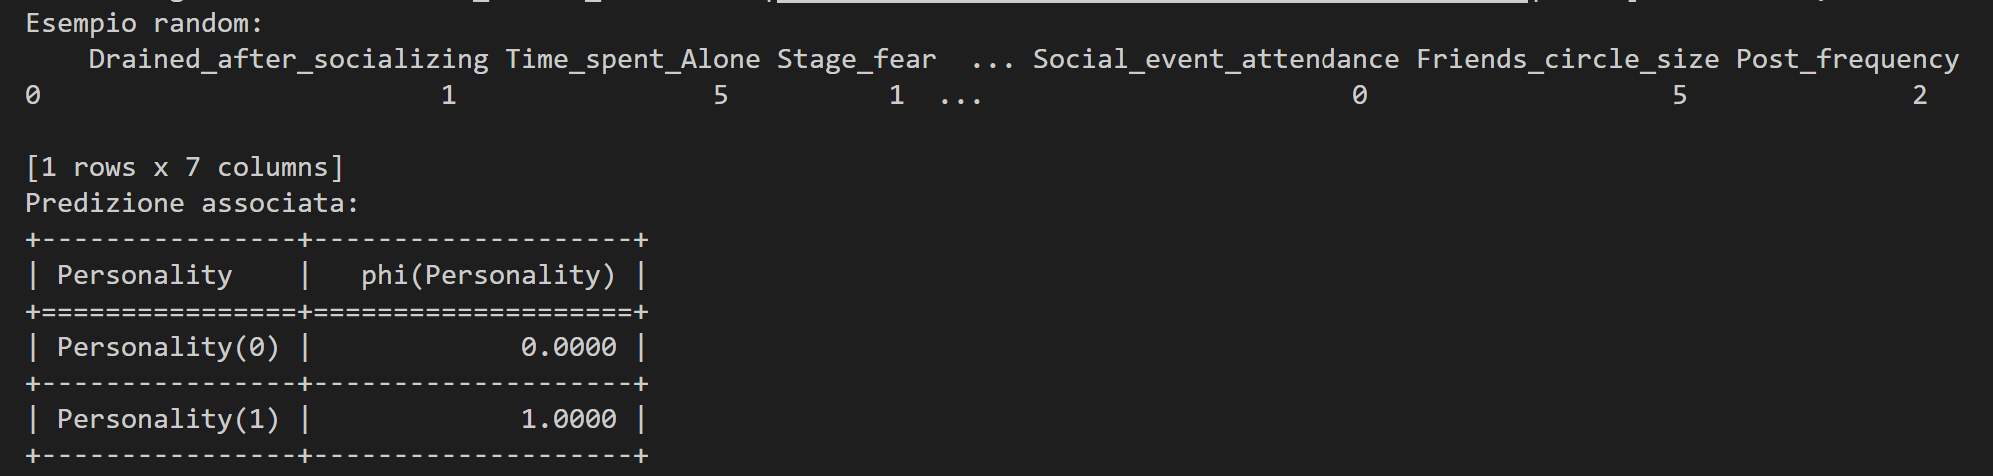 Esempio random:
Drained_after_socializing Time_spent_Alone Stage_fear ... Social_event_attendance Friends_circle_size Post_frequency
0 1 5 1 ... 0 5 2
[1 rows x 7 columns]
Predizione associata:
+----------------+--------------------+
| Personality | phi(Personality) |
+================+====================+
| Personality(0) | 0.0000 |
+----------------+--------------------+
| Personality(1) | 1.0000 |
+----------------+--------------------+